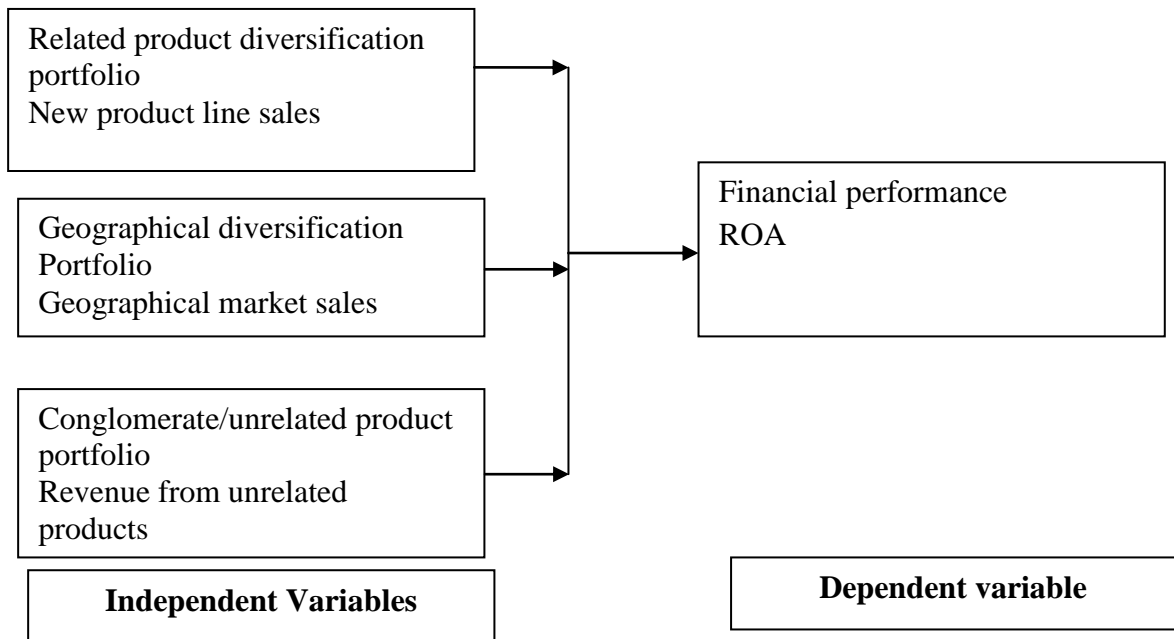 Related product diversification
portfolio
New product line sales
Geographical diversification
Portfolio
Geographical market sales
Conglomerate/unrelated product
portfolio
Revenue from unrelated
products
Independent Variables
Financial performance
ROA
Dependent variable